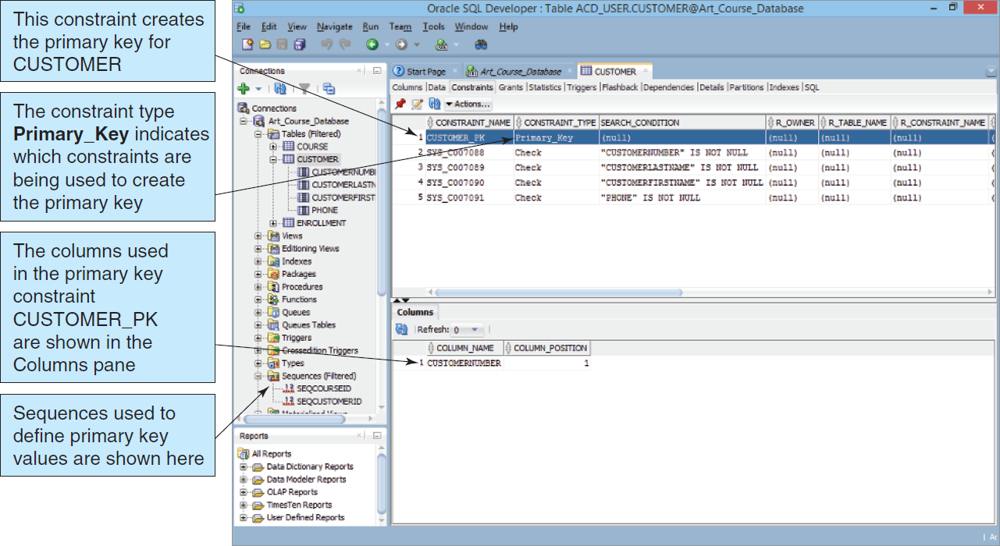 This constraint creates
the primary key for
CUSTOMER
The constraint type
Primary_Key indicates
which constraints are
being used to create
the primary key
The columns used
in the primary key
constraint
CUSTOMER_PK
are shown in the
Columns pane
Sequences used to
define primary key
values are shown here
Oracle SQL Developer : Table ACD_USER.CUSTOMER@Art_Course_Database
File Edit View Navigate Run Team Tools Window Help
Connections
Connections
Art_Course_Database
Tables (Filtered)
COURSE
CUSTOMER
CUSTOMERNUMBI
CUSTOMERLASTN
CUSTOMERFIRST
PHONE
ENROLLMENT
Views
Editioning Views
Indexes
Packages
Procedures
Functions
Queues
Queues Tables
Triggers
Crossedition Triggers
Types
Sequences (Filtered)
SEQCOURSEID
SEQCUSTOMERID
Materialized Views
Reports
All Reports
Data Dictionary Reports
Data Modeler Reports
OLAP Reports
TimesTen Reports
User Defined Reports
Start Page Art_Course_Database CUSTOMER
Columns Data Constraints Grants Statistics Triggers Flashback Dependencies Details Partitions Indexes SQL
Actions...
CONSTRAINT_NAME CONSTRAINT_TYPE SEARCH_CONDITION R_OWNER R_TABLE_NAME R_CONSTRAINT_NAME
1 CUSTOMER_PK Primary_Key (null) (null) (null) (null) (
2 SYS_C007088 Check "CUSTOMERNUMBER" IS NOT NULL (null) (null) (null) (
3 SYS_C007089 Check "CUSTOMERLASTNAME" IS NOT NULL (null) (null) (null) (
4 SYS_C007090 Check "CUSTOMERFIRSTNAME" IS NOT NULL (null) (null) (null) (
5 SYS_C007091 Check "PHONE" IS NOT NULL (null) (null) (null) (
Columns
Refresh: 0
COLUMN_NAME COLUMN_POSITION
1 CUSTOMERNUMBER 1
Ar